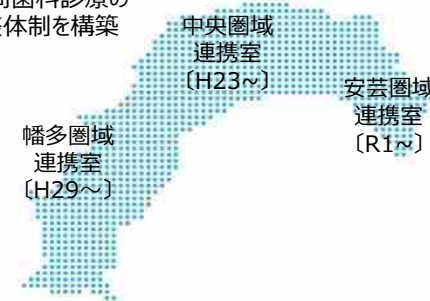 歯科診療の
体制を構築
中央圏域
連携室
〔H23~〕
安芸圏域
連携室
〔R1~〕
幡多圏域
連携室
〔H29～〕